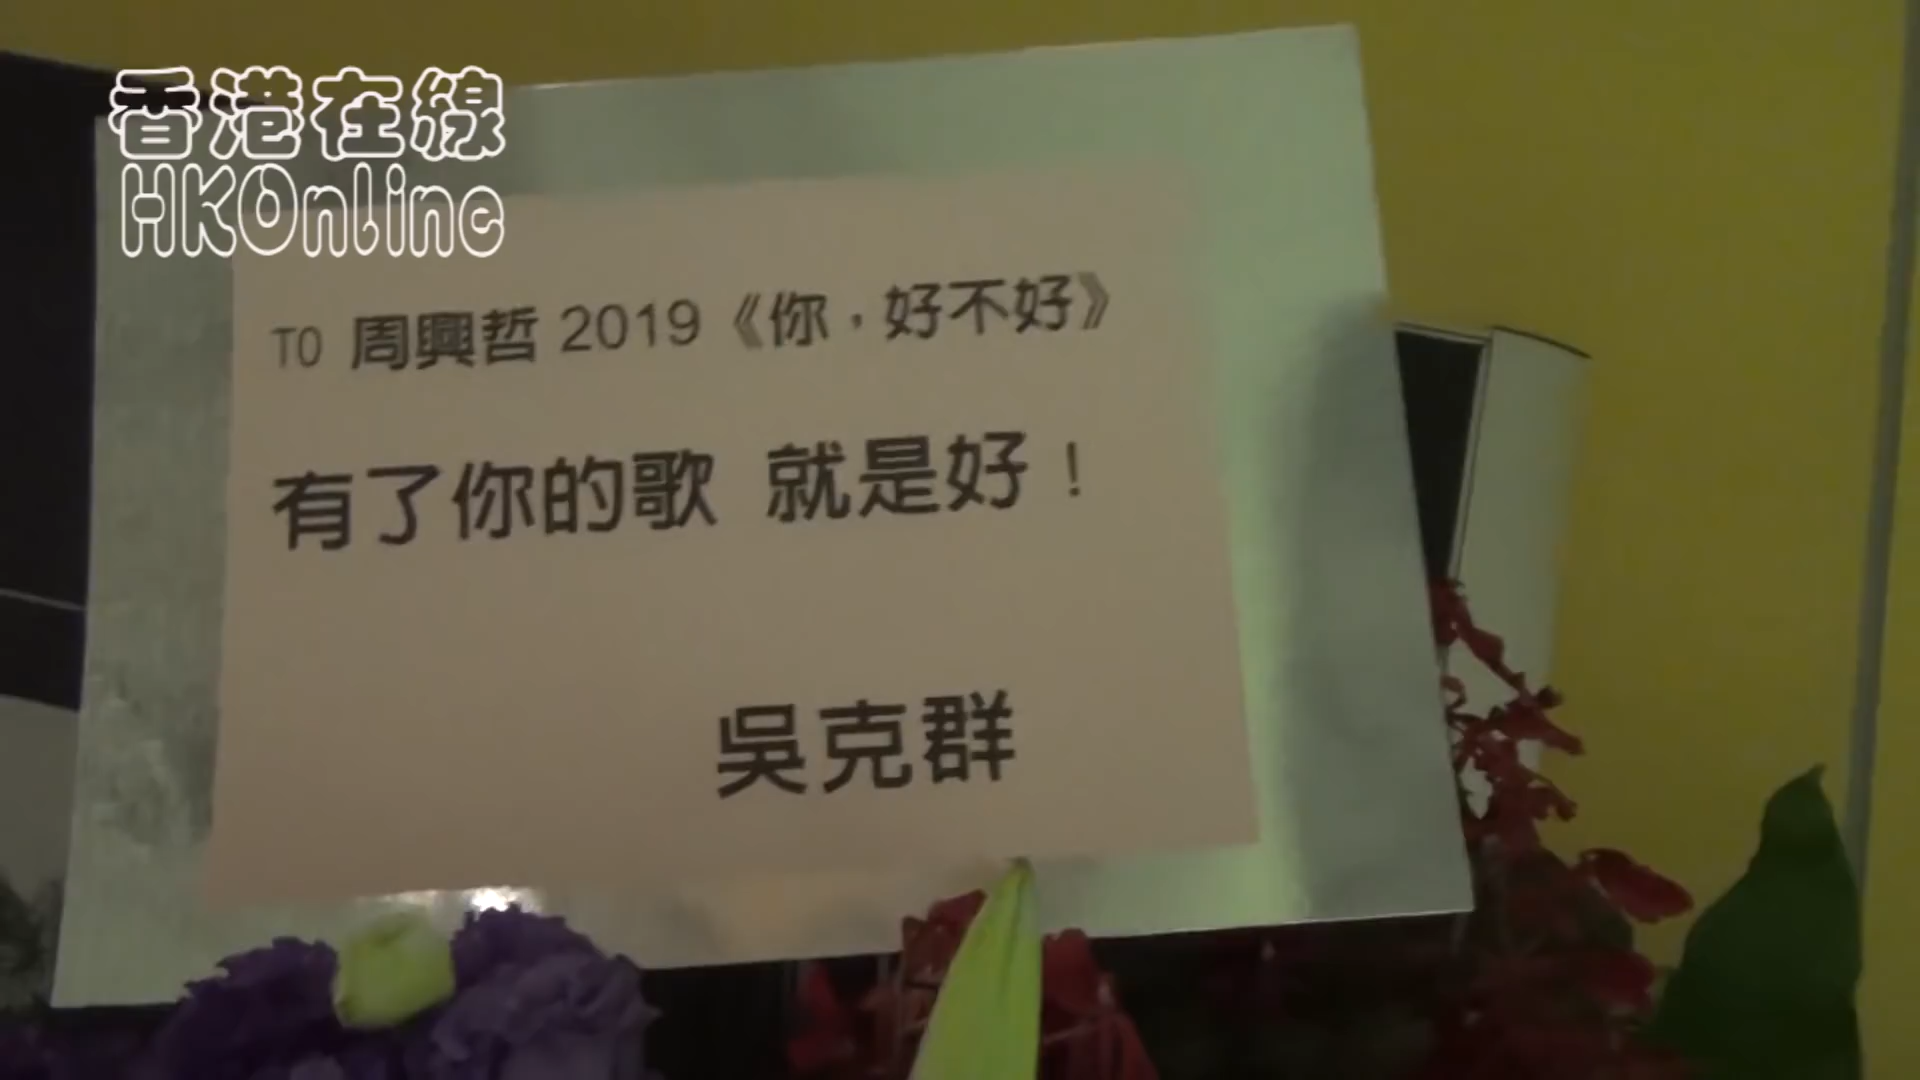 香港在線
HKOnline
TO 周興哲 2019《你，好不好》
有了你的歌 就是好！
吳克群